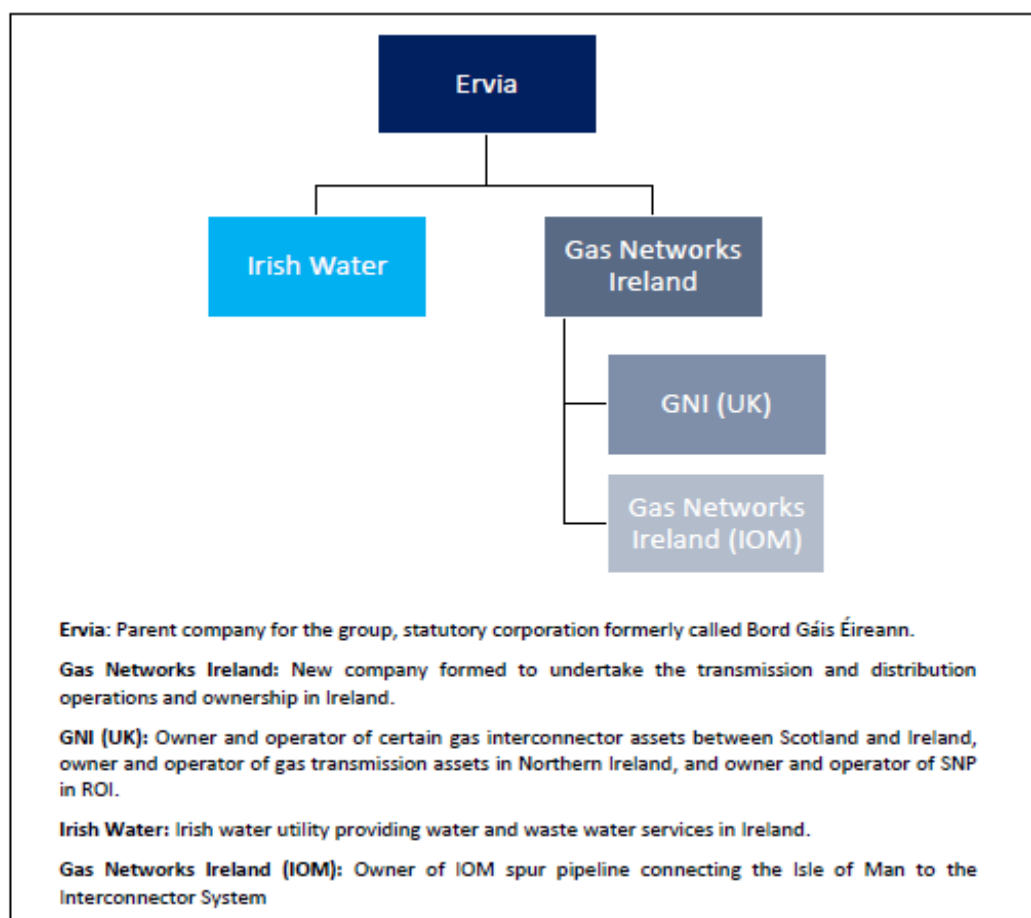 Ervia
Irish Water
Gas Networks
Ireland
GNI (UK)
Gas Networks
Ireland (IOM)
Ervia: Parent company for the group, statutory corporation formerly called Bord Gáis Éireann.
Gas Networks Ireland: New company formed to undertake the transmission and distribution
operations and ownership in Ireland.
GNI (UK): Owner and operator of certain gas interconnector assets between Scotland and Ireland,
owner and operator of gas transmission assets in Northern Ireland, and owner and operator of SNP
in ROI.
Irish Water: Irish water utility providing water and waste water services in Ireland.
Gas Networks Ireland (IOM): Owner of IOM spur pipeline connecting the Isle of Man to the
Interconnector System